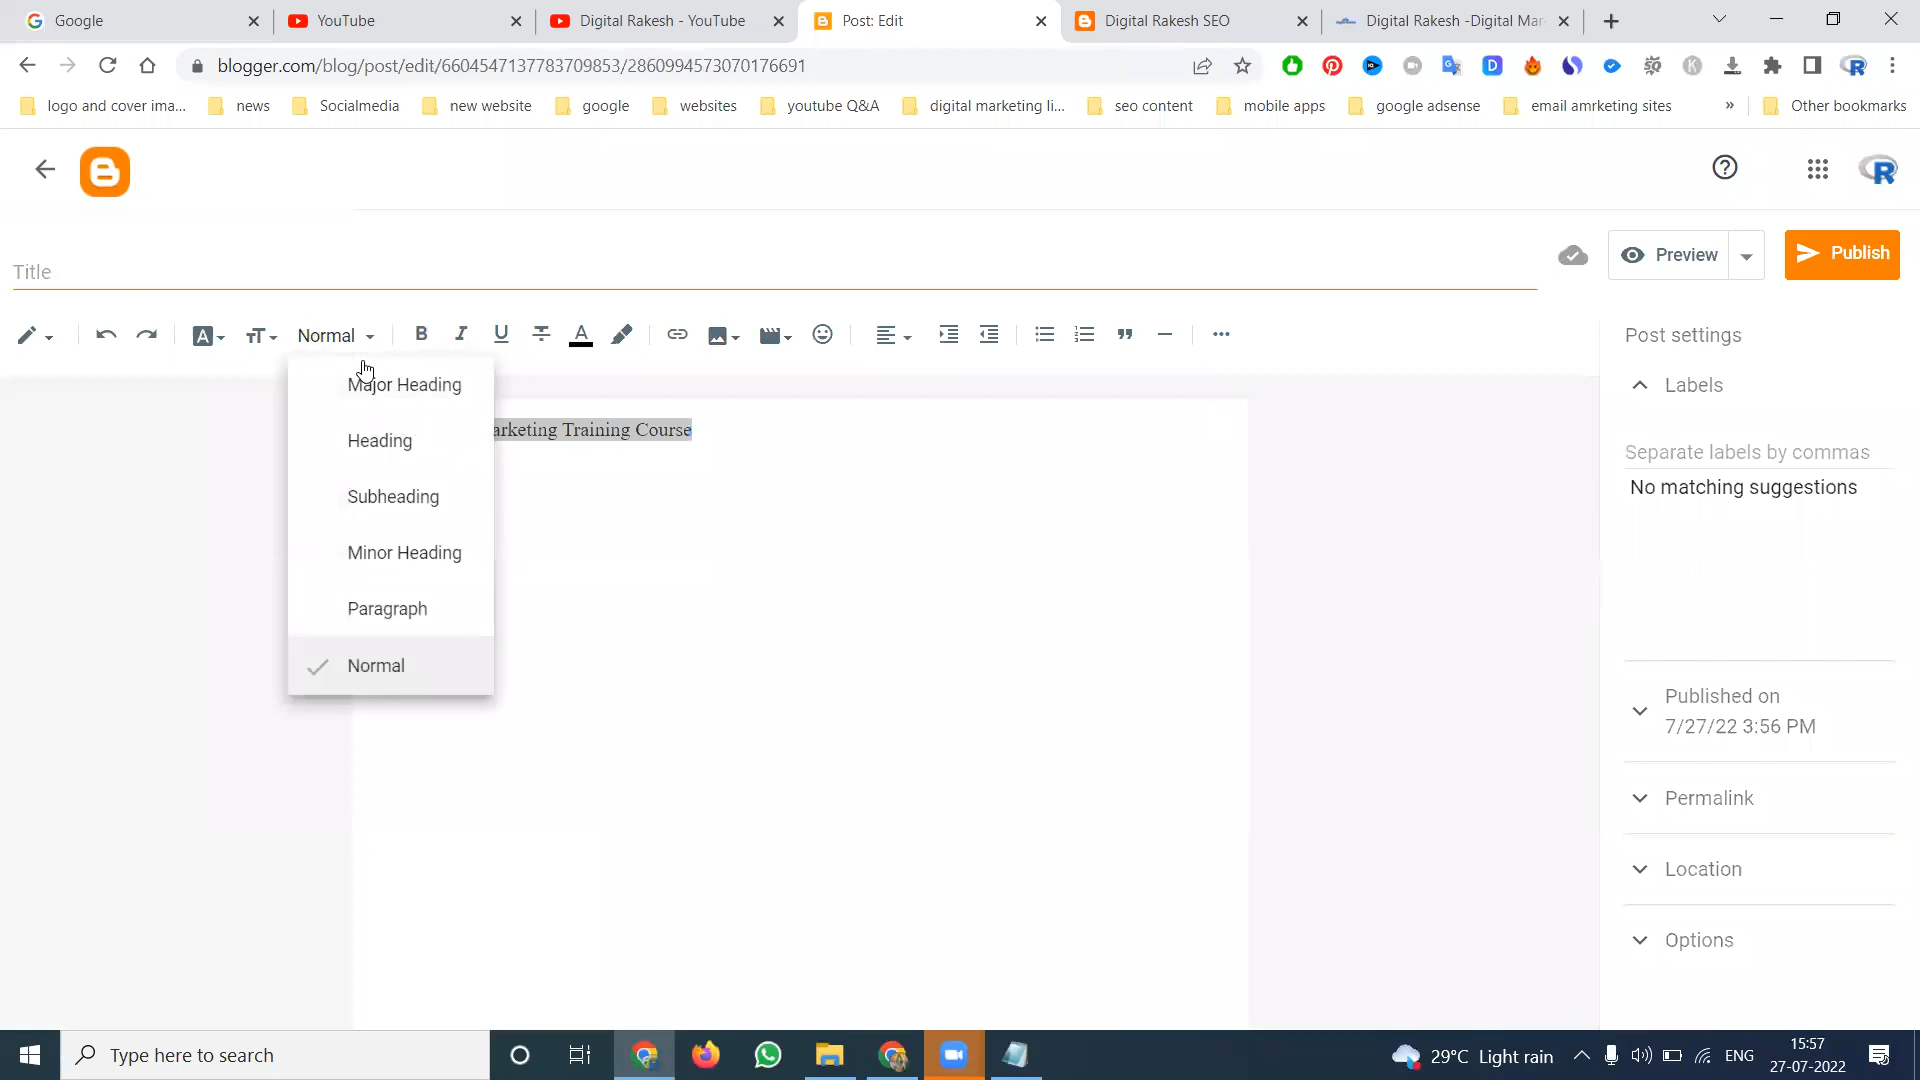 Google
YouTube
Digital Rakesh - YouTube
Post: Edit
Digital Rakesh SEO
Digital Rakesh -Digital Mar
blogger.com/blog/post/edit/6604547137783709853/2860994573070176691
logo and cover ima...
news
Socialmedia
new website
google
websites
youtube Q&A
digital marketing li...
seo content
mobile apps
google adsense
email amrketing sites
»
Other bookmarks
Title
Preview
Publish
Normal
Major Heading
Heading
Subheading
Minor Heading
Paragraph
Normal
arketing Training Course
Post settings
Labels
Separate labels by commas
No matching suggestions
Published on
7/27/22 3:56 PM
Permalink
Location
Options
Type here to search
29°C Light rain
ENG
15:57
27-07-2022